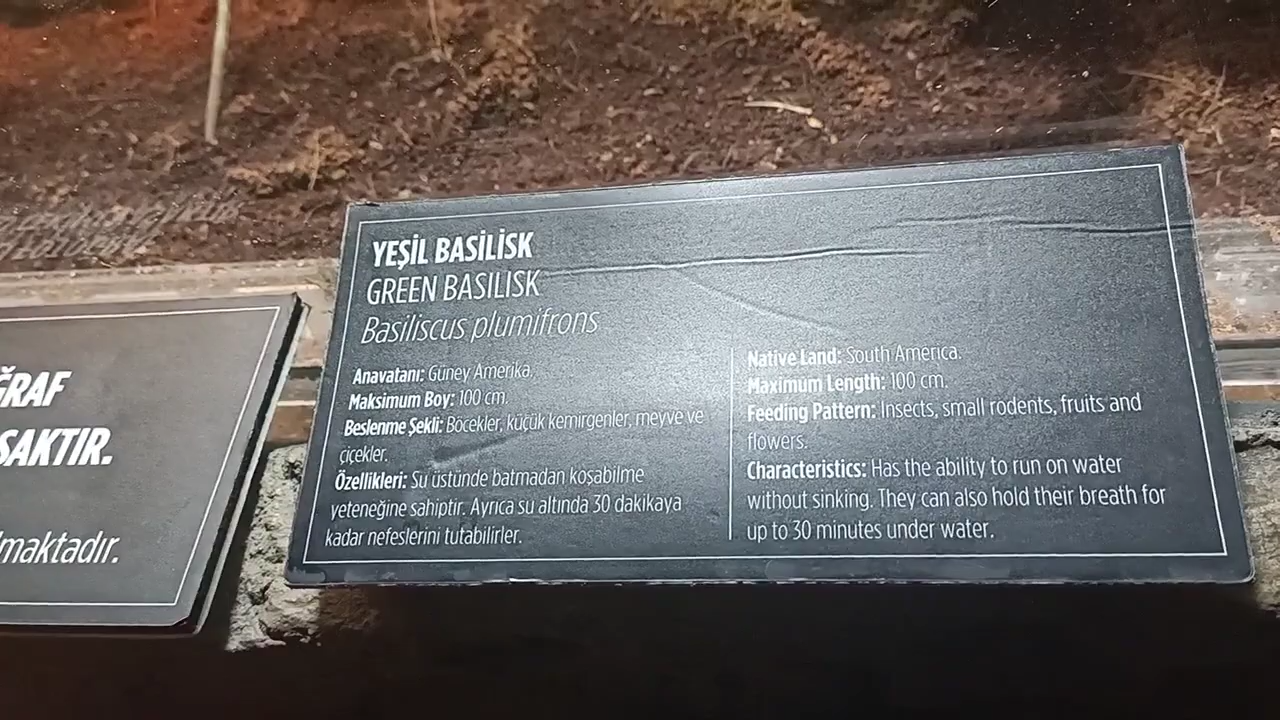 YEŞİL BASİLİSK
GREEN BASILISK
Basiliscus plumifrons
Anavatanı: Güney Amerika.
Maksimum Boy: 100 cm.
Beslenme Şekli: Böcekler, küçük kemirgenler, meyve ve
çiçekler.
Özellikleri: Su üstünde batmadan koşabilme
yeteneğine sahiptir. Ayrıca su altında 30 dakikaya
kadar nefeslerini tutabilirler.
Native Land: South America.
Maximum Length: 100 cm.
Feeding Pattern: Insects, small rodents, fruits and
flowers.
Characteristics: Has the ability to run on water
without sinking. They can also hold their breath for
up to 30 minutes under water.
ĞRAF
SAKTIR.
lmaktadır.